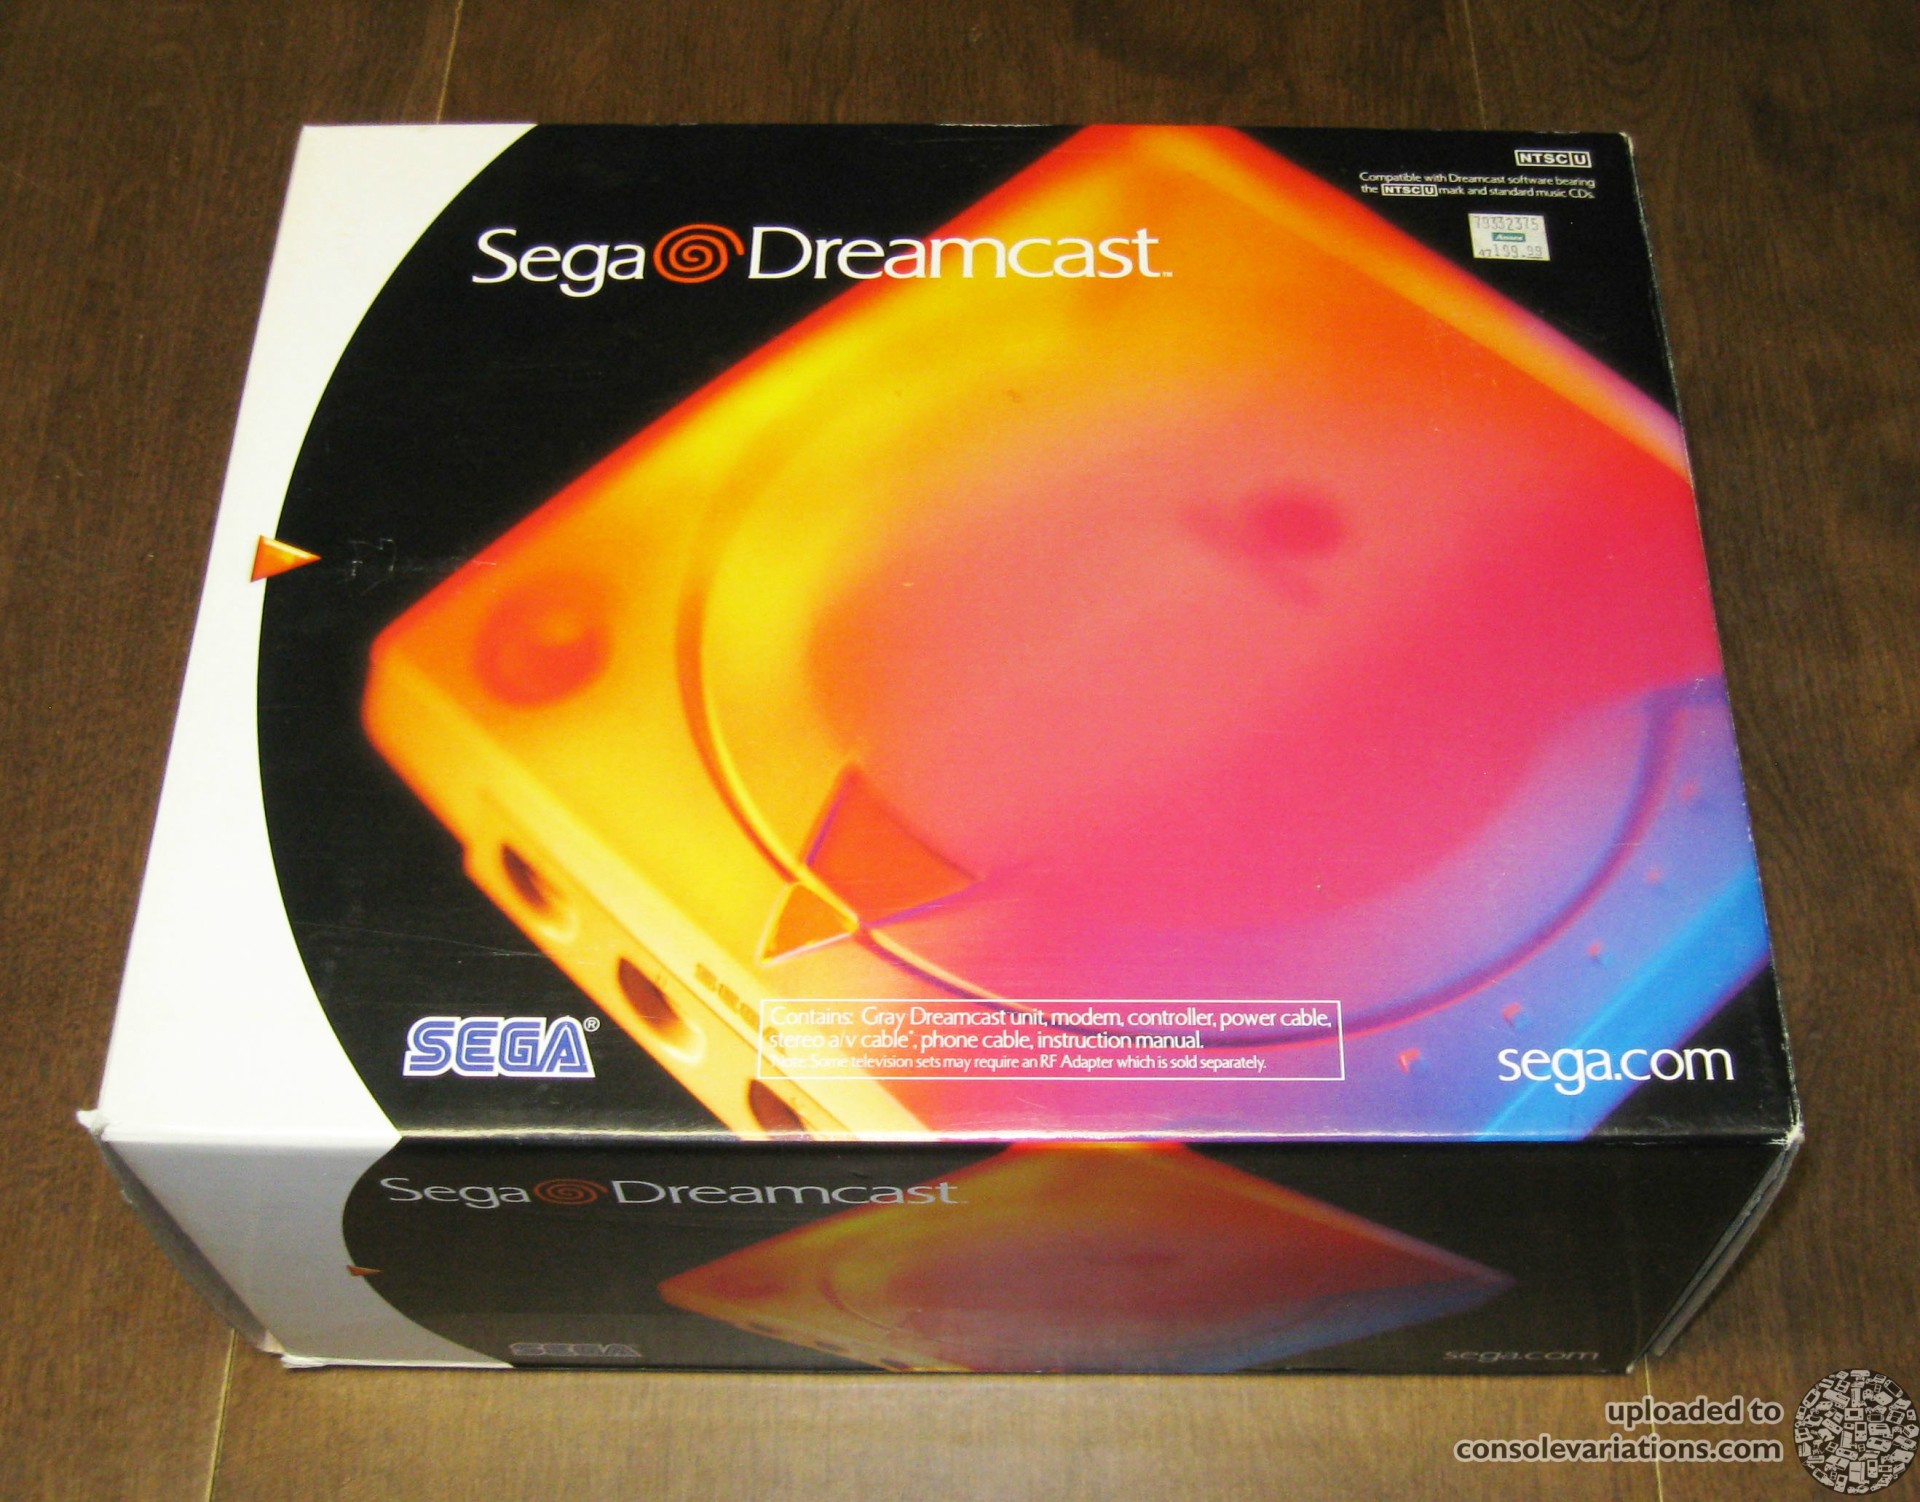 NTSC U
Compatible with Dreamcast software bearing
the NTSC U mark and standard music CDs.
79332375
199.99
Sega Dreamcast™
SEGA®
Contains: Gray Dreamcast unit, modem, controller, power cable,
stereo a/v cable*, phone cable, instruction manual.
*Note: Some television sets may require an RF Adapter which is sold separately.
sega.com
Sega Dreamcast
SEGA
sega.com
uploaded to
consolevariations.com